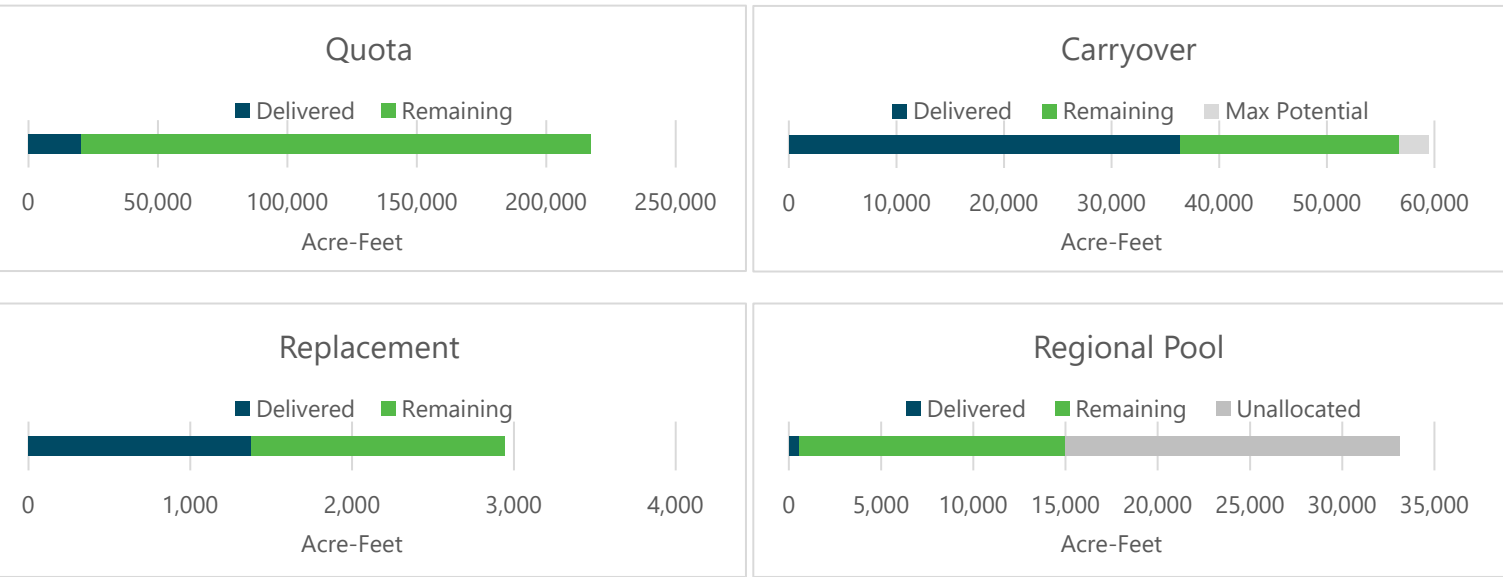 Quota
Delivered Remaining
0 50,000 100,000 150,000 200,000 250,000
Acre-Feet
Carryover
Delivered Remaining Max Potential
0 10,000 20,000 30,000 40,000 50,000 60,000
Acre-Feet
Replacement
Delivered Remaining
0 1,000 2,000 3,000 4,000
Acre-Feet
Regional Pool
Delivered Remaining Unallocated
0 5,000 10,000 15,000 20,000 25,000 30,000 35,000
Acre-Feet